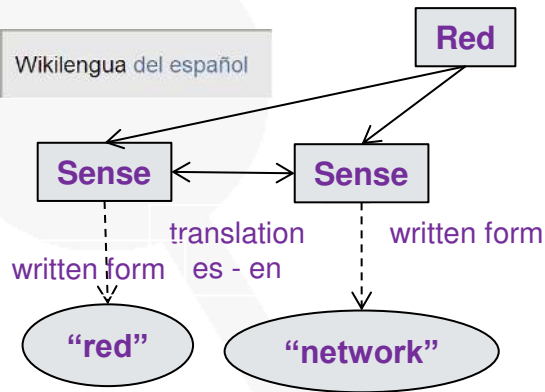 Red
Wikilengua del español
Sense
Sense
translation
es - en
written form
written form
“red”
“network”